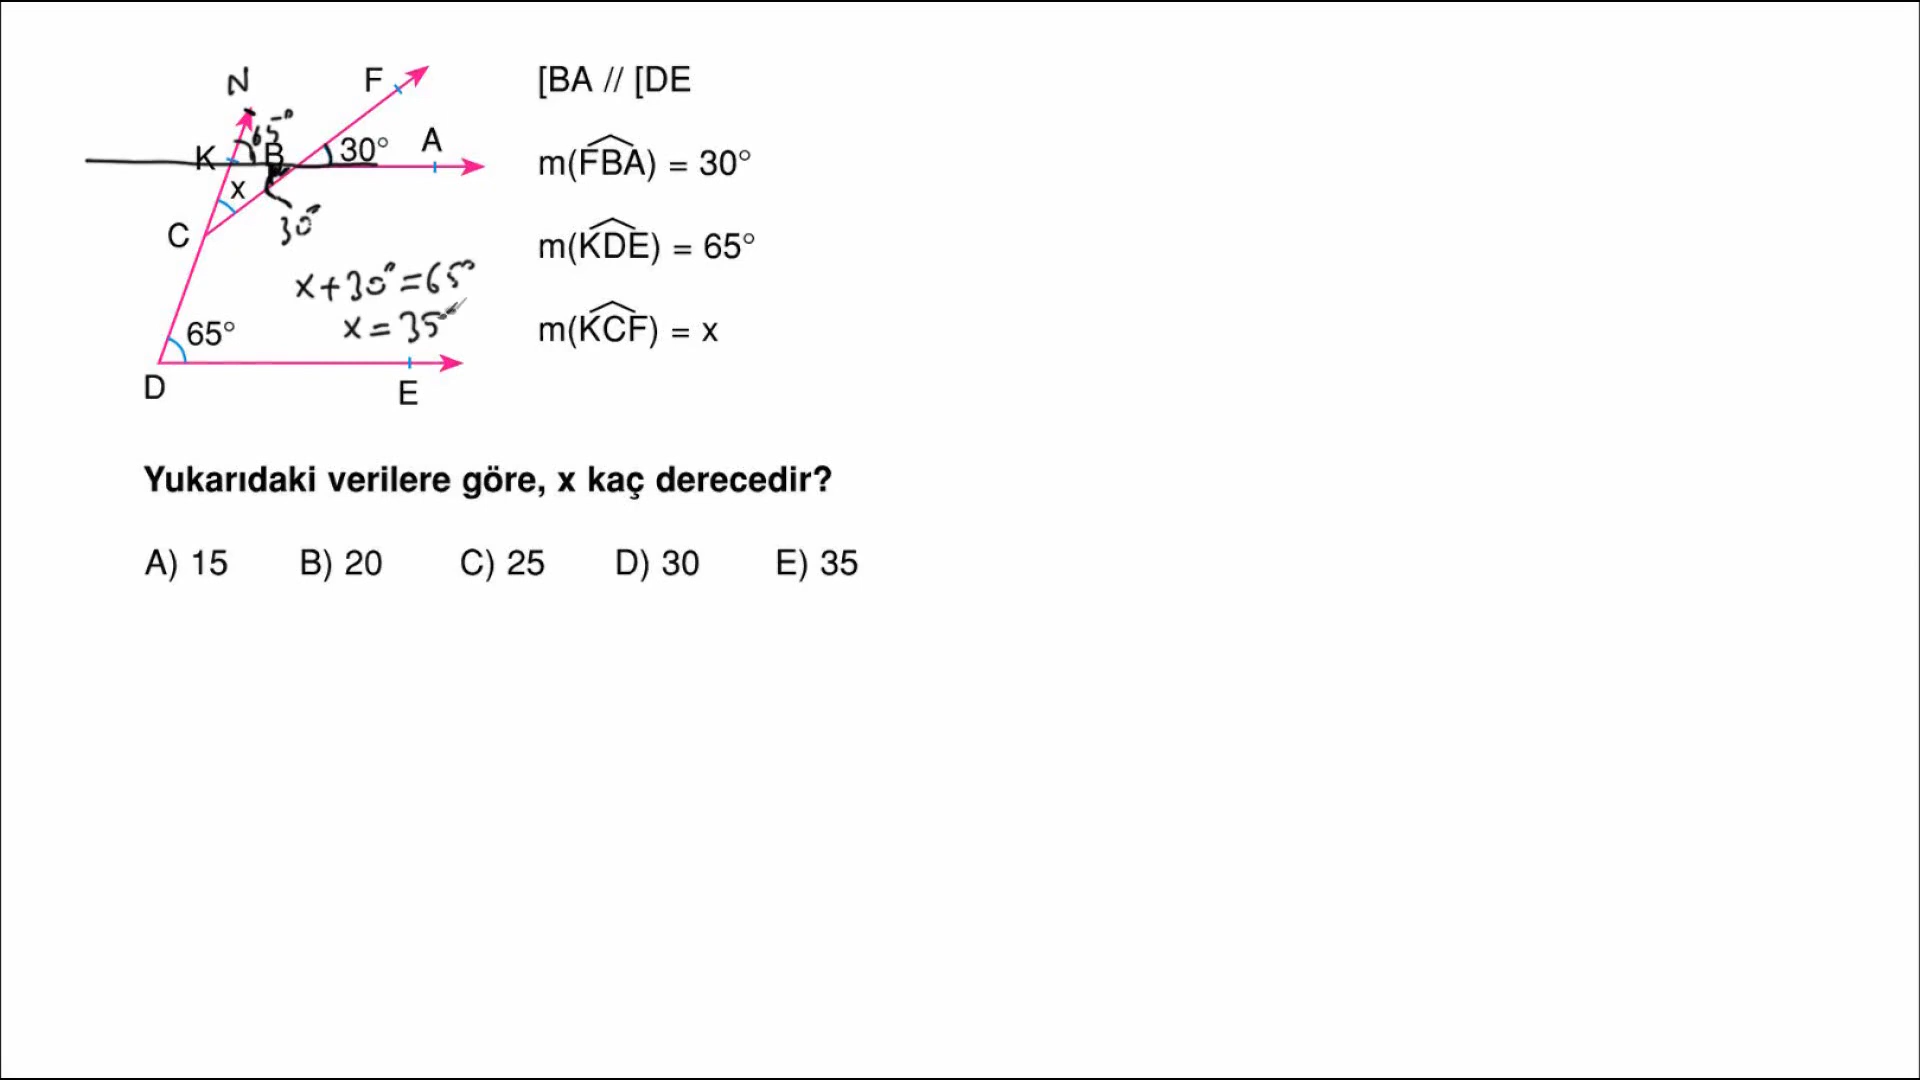 N
F
65°
K
B
30°
A
x
30°
C
x+30°=65°
x=35°
65°
D
E
[BA // [DE
m(FBA) = 30°
m(KDE) = 65°
m(KCF) = x
Yukarıdaki verilere göre, x kaç derecedir?
A) 15 B) 20 C) 25 D) 30 E) 35